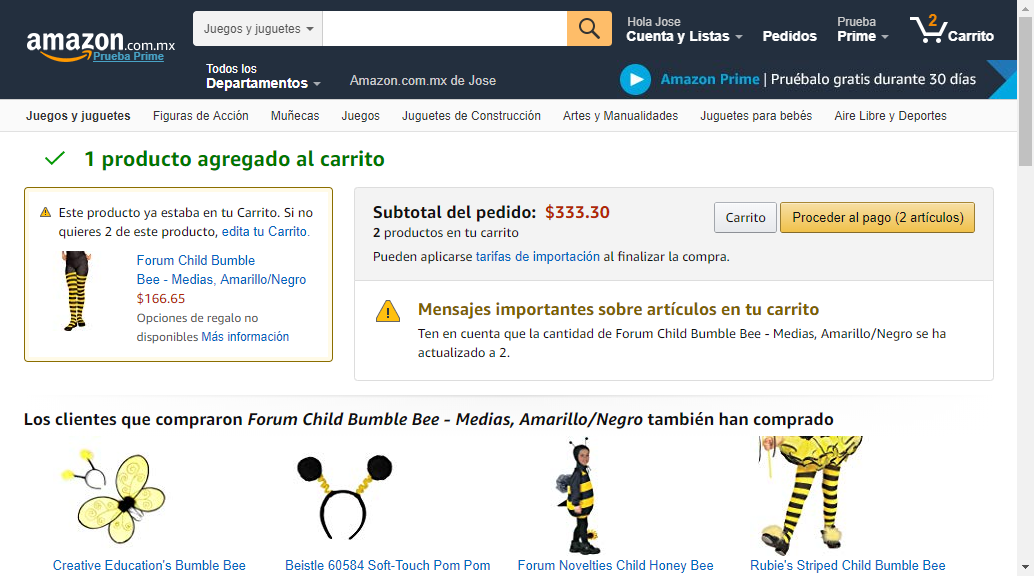 amazon.com.mx
Prueba Prime
Juegos y juguetes
Hola Jose
Cuenta y Listas
Pedidos
Prueba
Prime
2
Carrito
Todos los
Departamentos
Amazon.com.mx de Jose
Amazon Prime | Pruébalo gratis durante 30 días
Juegos y juguetes Figuras de Acción Muñecas Juegos Juguetes de Construcción Artes y Manualidades Juguetes para bebés Aire Libre y Deportes
1 producto agregado al carrito
Este producto ya estaba en tu Carrito. Si no
quieres 2 de este producto, edita tu Carrito.
Forum Child Bumble
Bee - Medias, Amarillo/Negro
$166.65
Opciones de regalo no
disponibles Más información
Subtotal del pedido: $333.30
2 productos en tu carrito
Pueden aplicarse tarifas de importación al finalizar la compra.
Carrito
Proceder al pago (2 artículos)
Mensajes importantes sobre artículos en tu carrito
Ten en cuenta que la cantidad de Forum Child Bumble Bee - Medias, Amarillo/Negro se ha
actualizado a 2.
Los clientes que compraron Forum Child Bumble Bee - Medias, Amarillo/Negro también han comprado
Creative Education's Bumble Bee
Beistle 60584 Soft-Touch Pom Pom
Forum Novelties Child Honey Bee
Rubie's Striped Child Bumble Bee